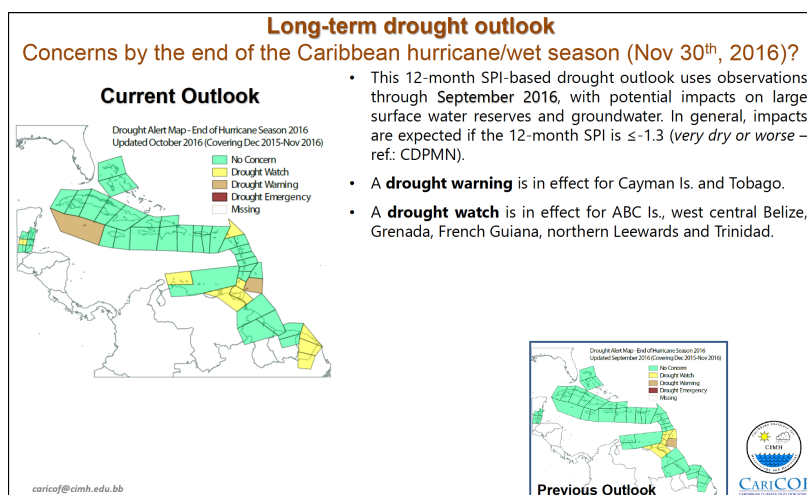 Long-term drought outlook
Concerns by the end of the Caribbean hurricane/wet season (Nov 30th, 2016)?
Current Outlook
Drought Alert Map - End of Hurricane Season 2016
Updated October 2016 (Covering Dec 2015-Nov 2016)
No Concern
Drought Watch
Drought Warning
Drought Emergency
Missing
• This 12-month SPI-based drought outlook uses observations
through September 2016, with potential impacts on large
surface water reserves and groundwater. In general, impacts
are expected if the 12-month SPI is ≤-1.3 (very dry or worse –
ref.: CDPMN).
• A drought warning is in effect for Cayman Is. and Tobago.
• A drought watch is in effect for ABC Is., west central Belize,
Grenada, French Guiana, northern Leewards and Trinidad.
Drought Alert Map - End of Hurricane Season 2016
Updated September 2016 (Covering Dec 2015-Nov 2016)
No Concern
Drought Watch
Drought Warning
Drought Emergency
Missing
Previous Outlook
CIMH
CARICOF
caricof@cimh.edu.bb